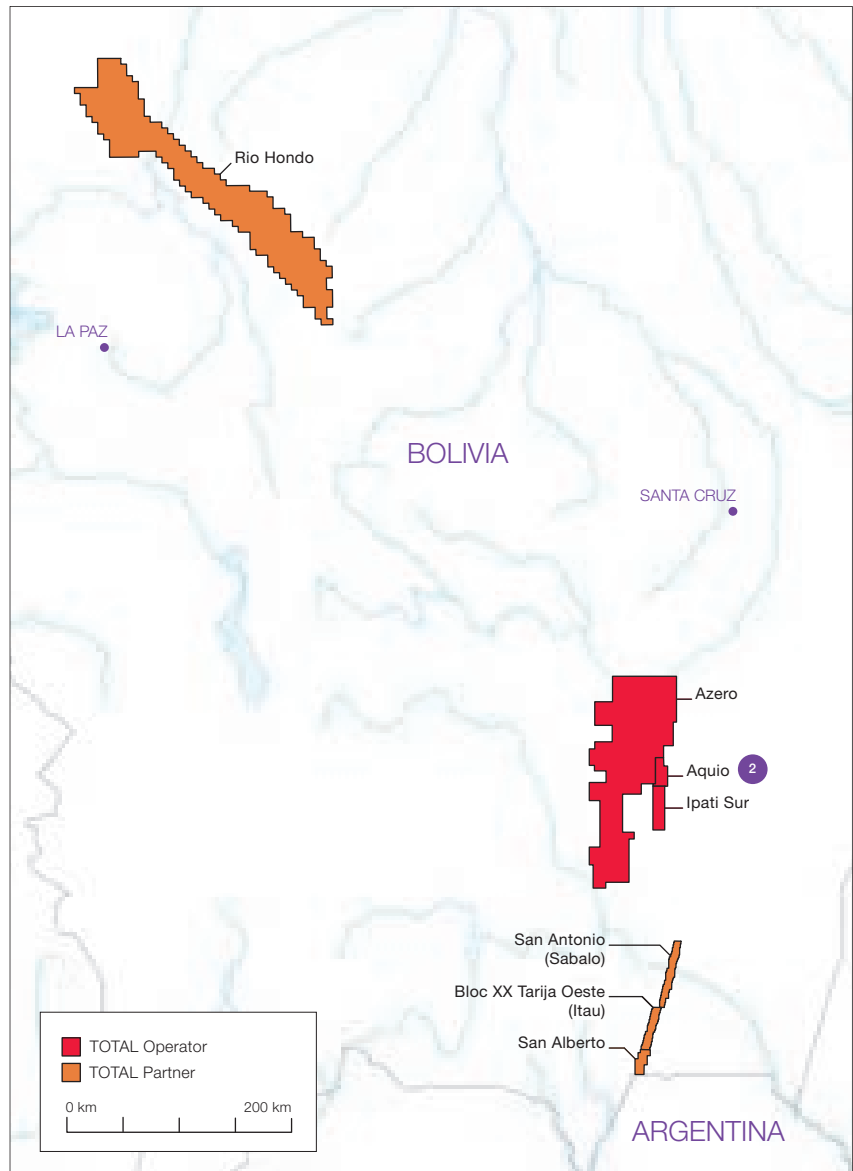 Rio Hondo
LA PAZ
BOLIVIA
SANTA CRUZ
Azero
Aquio 2
Ipati Sur
San Antonio
(Sabalo)
Bloc XX Tarija Oeste
(Itau)
San Alberto
TOTAL Operator
TOTAL Partner
0 km 200 km
ARGENTINA